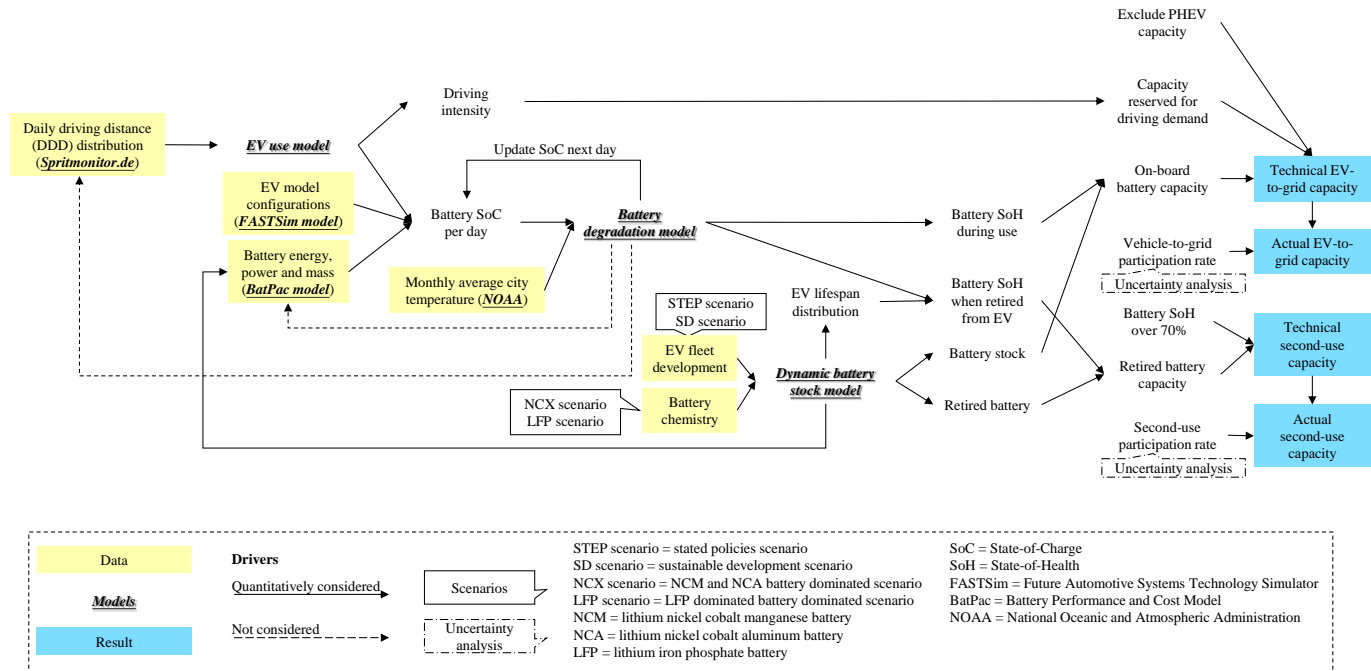 Exclude PHEV
capacity
Driving
intensity
Capacity
reserved for
driving demand
Daily driving distance
(DDD) distribution
(Spritmonitor.de)
EV use model
Update SoC next day
EV model
configurations
(FASTSim model)
Battery SoC
per day
Battery
degradation model
On-board
battery capacity
Technical EV-
to-grid capacity
Battery SoH
during use
Battery energy,
power and mass
(BatPac model)
Vehicle-to-grid
participation rate
Uncertainty analysis
Actual EV-to-
grid capacity
Monthly average city
temperature (NOAA)
EV lifespan
distribution
Battery SoH
when retired
from EV
STEP scenario
SD scenario
Battery SoH
over 70%
Technical
second-use
capacity
EV fleet
development
Battery stock
Dynamic battery
stock model
Retired battery
capacity
NCX scenario
LFP scenario
Battery
chemistry
Retired battery
Second-use
participation rate
Uncertainty analysis
Actual
second-use
capacity
Data
Models
Result
Drivers
Quantitatively considered
Not considered
Scenarios
Uncertainty
analysis
STEP scenario = stated policies scenario
SD scenario = sustainable development scenario
NCX scenario = NCM and NCA battery dominated scenario
LFP scenario = LFP dominated battery dominated scenario
NCM = lithium nickel cobalt manganese battery
NCA = lithium nickel cobalt aluminum battery
LFP = lithium iron phosphate battery
SoC = State-of-Charge
SoH = State-of-Health
FASTSim = Future Automotive Systems Technology Simulator
BatPac = Battery Performance and Cost Model
NOAA = National Oceanic and Atmospheric Administration